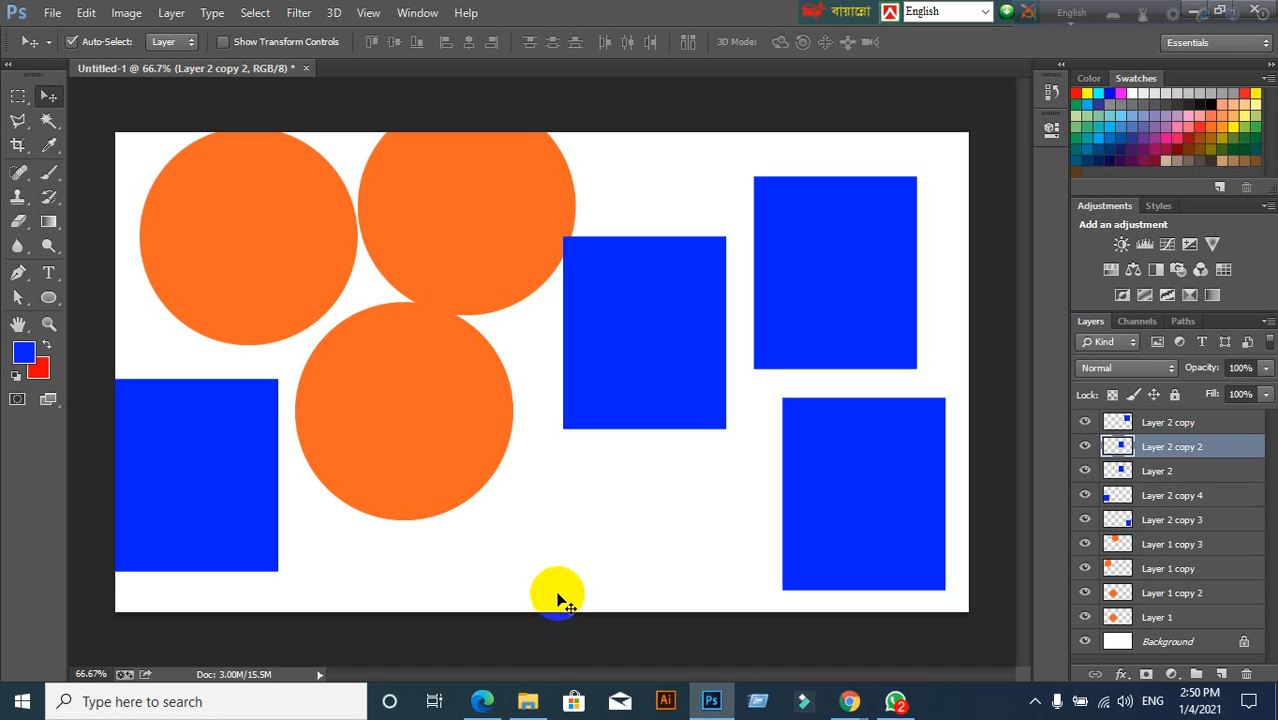 Ps File Edit Image Layer Type Select Filter 3D View Window Help
বায়ান্নো English English
Auto-Select: Layer Show Transform Controls 3D Mode: Essentials
Untitled-1 @ 66.7% (Layer 2 copy 2, RGB/8) * ×
Color Swatches
Adjustments Styles
Add an adjustment
Layers Channels Paths
Kind
Normal Opacity: 100%
Lock: Fill: 100%
Layer 2 copy
Layer 2 copy 2
Layer 2
Layer 2 copy 4
Layer 2 copy 3
Layer 1 copy 3
Layer 1 copy
Layer 1 copy 2
Layer 1
Background
66.67% Doc: 3.00M/15.5M
Type here to search Ai Ps 2 ENG 2:50 PM
1/4/2021